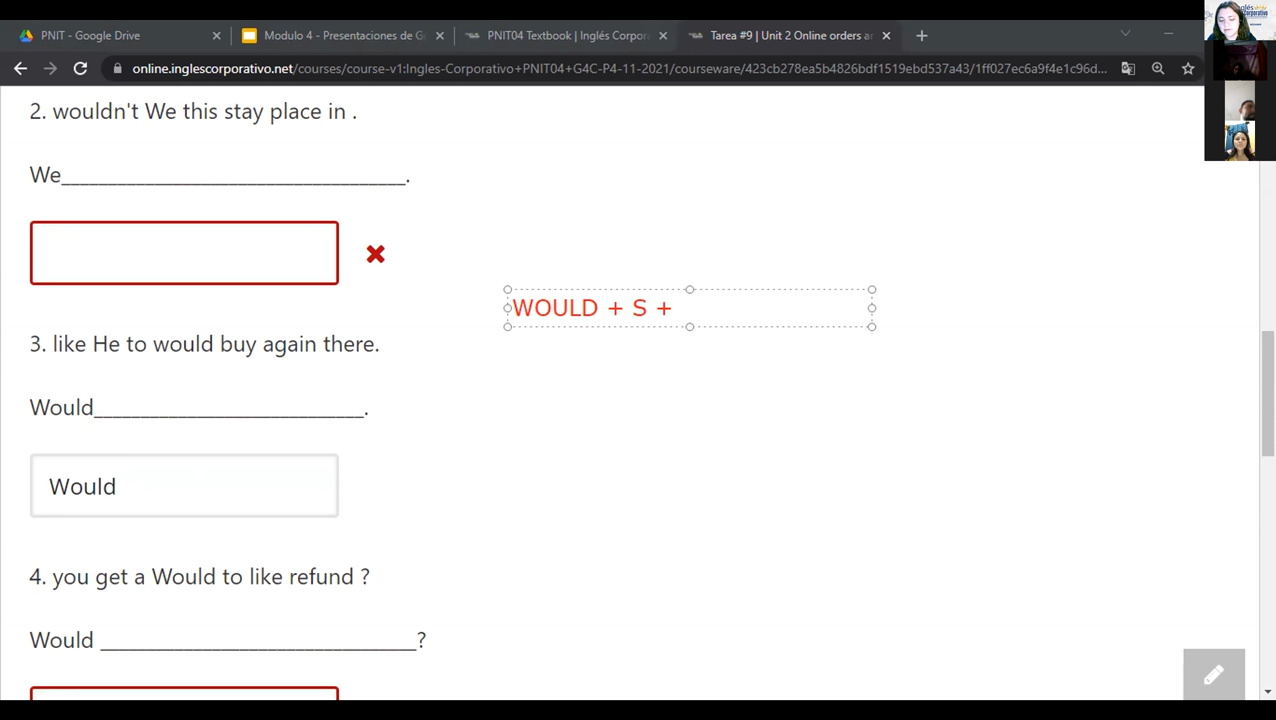 PNIT - Google Drive
Modulo 4 - Presentaciones de G
PNIT04 Textbook | Inglés Corpor
Tarea #9 | Unit 2 Online orders ar
online.inglescorporativo.net/courses/course-v1:Ingles-Corporativo+PNIT04+G4C-P4-11-2021/courseware/423cb278ea5b4826bdf1519ebd537a43/1ff027ec6a9f4e1c96d...
2. wouldn't We this stay place in .
We___________________________________.
WOULD + S +
3. like He to would buy again there.
Would___________________________.
Would
4. you get a Would to like refund ?
Would ________________________________?